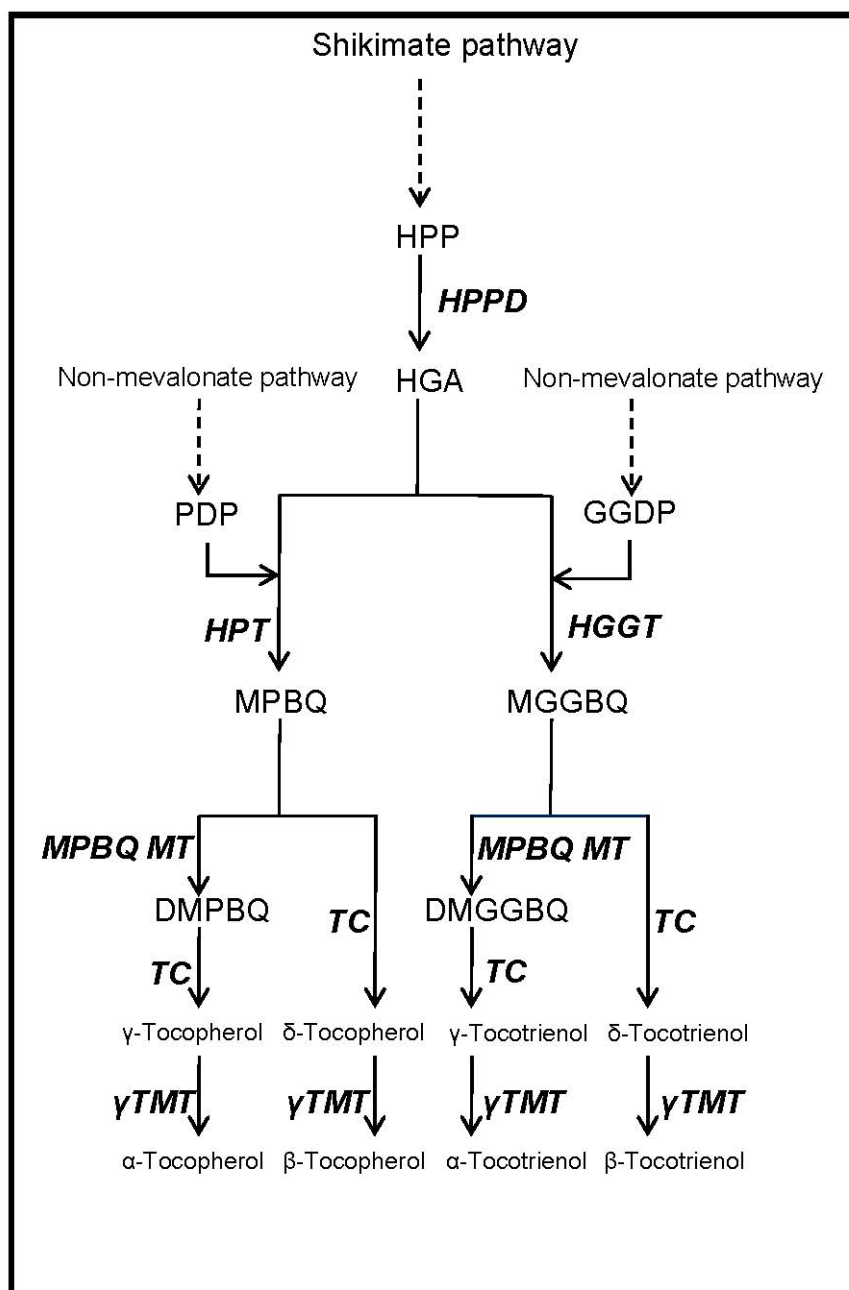 Shikimate pathway
HPP
HPPD
Non-mevalonate pathway
HGA
Non-mevalonate pathway
PDP
GGDP
HPT
HGGT
MPBQ
MGGBQ
MPBQ MT
MPBQ MT
DMPBQ
TC
DMGGBQ
TC
TC
TC
γ-Tocopherol
δ-Tocopherol
γ-Tocotrienol
δ-Tocotrienol
γTMT
γTMT
γTMT
γTMT
α-Tocopherol
β-Tocopherol
α-Tocotrienol
β-Tocotrienol